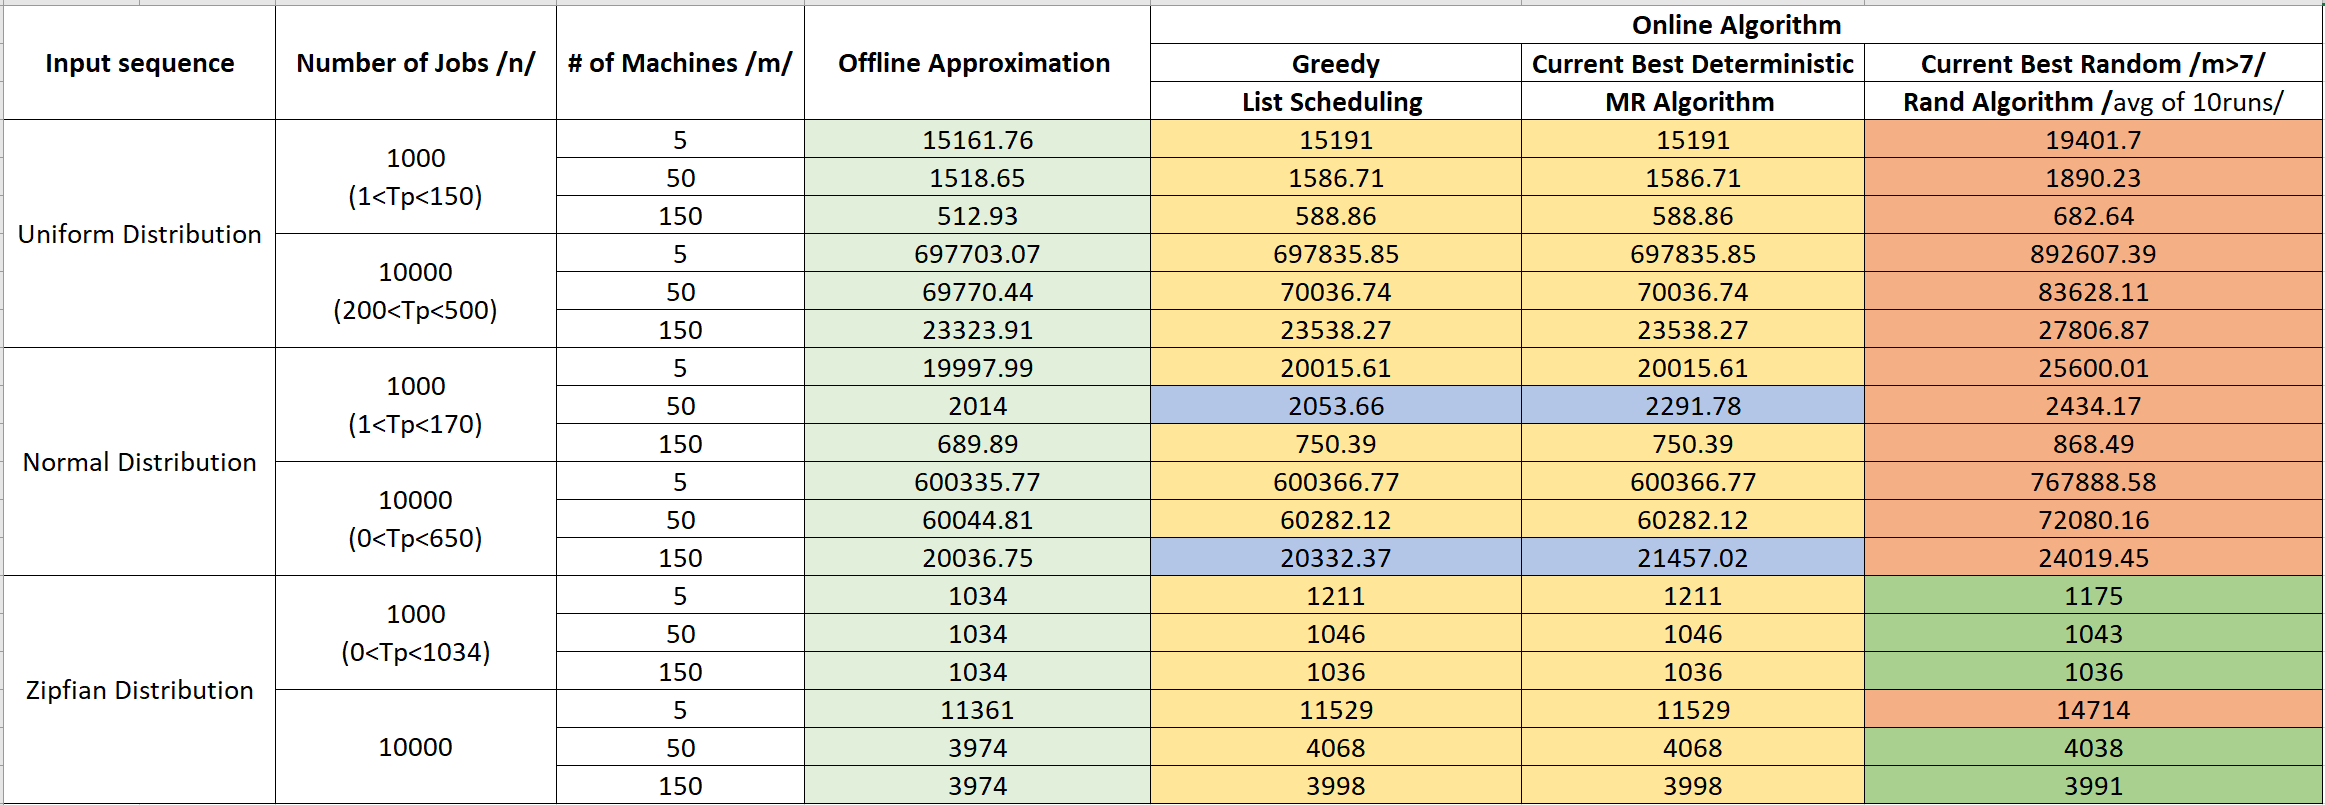 Input sequence
Number of Jobs /n/
# of Machines /m/
Offline Approximation
Online Algorithm
Greedy
Current Best Deterministic
Current Best Random /m>7/
List Scheduling
MR Algorithm
Rand Algorithm /avg of 10runs/
Uniform Distribution
1000
(1<Tp<150)
5 15161.76 15191 15191 19401.7
50 1518.65 1586.71 1586.71 1890.23
150 512.93 588.86 588.86 682.64
10000
(200<Tp<500)
5 697703.07 697835.85 697835.85 892607.39
50 69770.44 70036.74 70036.74 83628.11
150 23323.91 23538.27 23538.27 27806.87
Normal Distribution
1000
(1<Tp<170)
5 19997.99 20015.61 20015.61 25600.01
50 2014 2053.66 2291.78 2434.17
150 689.89 750.39 750.39 868.49
10000
(0<Tp<650)
5 600335.77 600366.77 600366.77 767888.58
50 60044.81 60282.12 60282.12 72080.16
150 20036.75 20332.37 21457.02 24019.45
Zipfian Distribution
1000
(0<Tp<1034)
5 1034 1211 1211 1175
50 1034 1046 1046 1043
150 1034 1036 1036 1036
10000
5 11361 11529 11529 14714
50 3974 4068 4068 4038
150 3974 3998 3998 3991